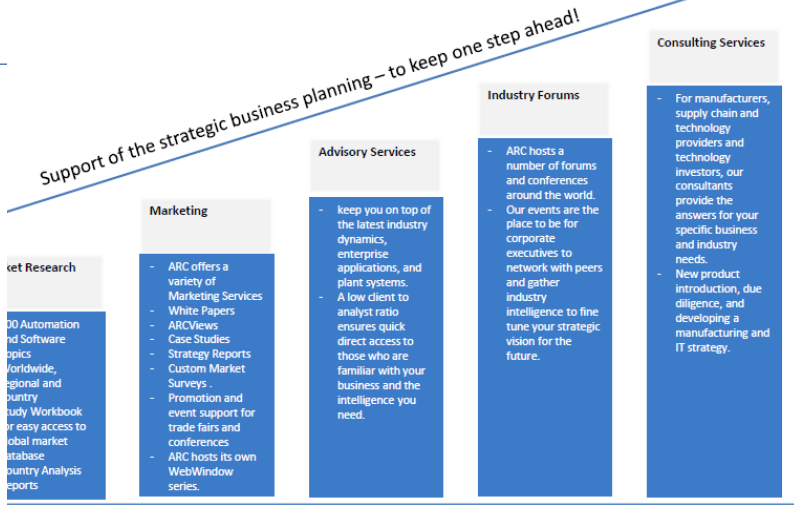 Support of the strategic business planning – to keep one step ahead!
ket Research
00 Automation
nd Software
opics
orldwide,
egional and
ountry
tudy Workbook
or easy access to
obal market
atabase
ountry Analysis
eports
Marketing
- ARC offers a
variety of
Marketing Services
- White Papers
- ARCViews
- Case Studies
- Strategy Reports
- Custom Market
Surveys .
- Promotion and
event support for
trade fairs and
conferences
- ARC hosts its own
WebWindow
series.
Advisory Services
- keep you on top of
the latest industry
dynamics,
enterprise
applications, and
plant systems.
- A low client to
analyst ratio
ensures quick
direct access to
those who are
familiar with your
business and the
intelligence you
need.
Industry Forums
- ARC hosts a
number of forums
and conferences
around the world.
- Our events are the
place to be for
corporate
executives to
network with peers
and gather
industry
intelligence to fine
tune your strategic
vision for the
future.
Consulting Services
- For manufacturers,
supply chain and
technology
providers and
technology
investors, our
consultants
provide the
answers for your
specific business
and industry
needs.
- New product
introduction, due
diligence, and
developing a
manufacturing and
IT strategy.